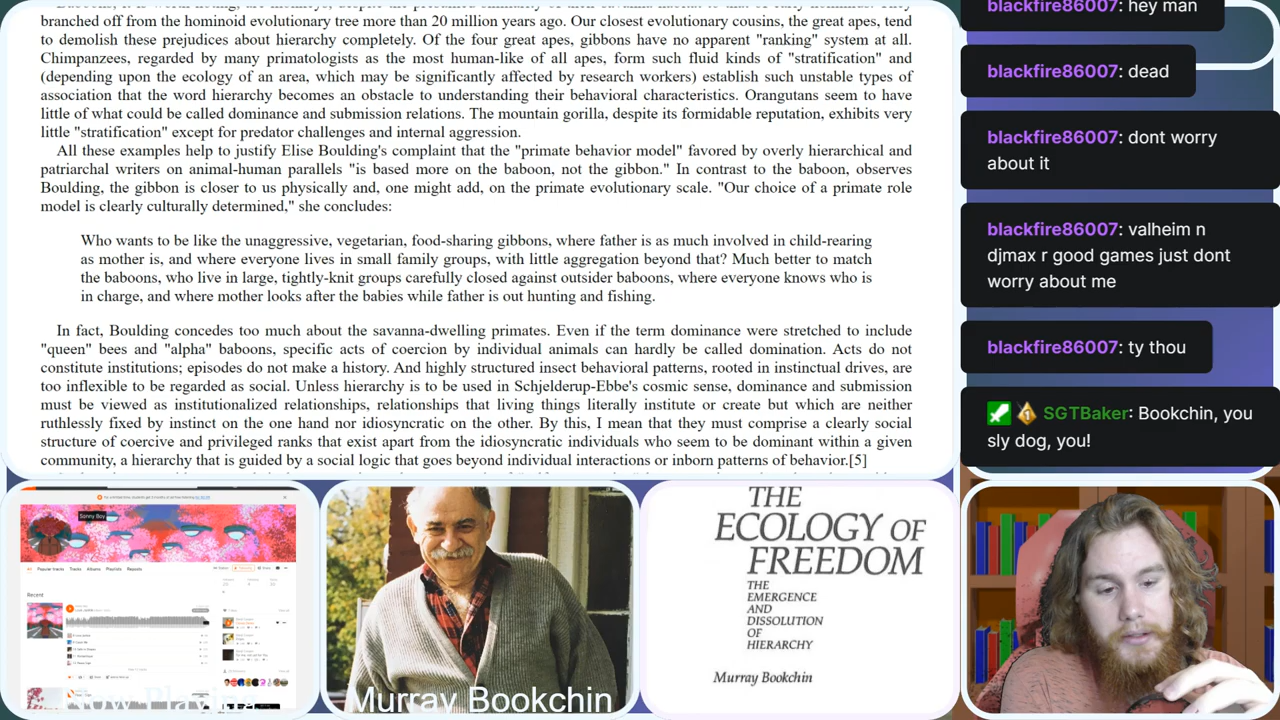 branched off from the hominoid evolutionary tree more than 20 million years ago. Our closest evolutionary cousins, the great apes, tend
to demolish these prejudices about hierarchy completely. Of the four great apes, gibbons have no apparent "ranking" system at all.
Chimpanzees, regarded by many primatologists as the most human-like of all apes, form such fluid kinds of "stratification" and
(depending upon the ecology of an area, which may be significantly affected by research workers) establish such unstable types of
association that the word hierarchy becomes an obstacle to understanding their behavioral characteristics. Orangutans seem to have
little of what could be called dominance and submission relations. The mountain gorilla, despite its formidable reputation, exhibits very
little "stratification" except for predator challenges and internal aggression.
All these examples help to justify Elise Boulding's complaint that the "primate behavior model" favored by overly hierarchical and
patriarchal writers on animal-human parallels "is based more on the baboon, not the gibbon." In contrast to the baboon, observes
Boulding, the gibbon is closer to us physically and, one might add, on the primate evolutionary scale. "Our choice of a primate role
model is clearly culturally determined," she concludes:
Who wants to be like the unaggressive, vegetarian, food-sharing gibbons, where father is as much involved in child-rearing
as mother is, and where everyone lives in small family groups, with little aggregation beyond that? Much better to match
the baboons, who live in large, tightly-knit groups carefully closed against outsider baboons, where everyone knows who is
in charge, and where mother looks after the babies while father is out hunting and fishing.
In fact, Boulding concedes too much about the savanna-dwelling primates. Even if the term dominance were stretched to include
"queen" bees and "alpha" baboons, specific acts of coercion by individual animals can hardly be called domination. Acts do not
constitute institutions; episodes do not make a history. And highly structured insect behavioral patterns, rooted in instinctual drives, are
too inflexible to be regarded as social. Unless hierarchy is to be used in Schjelderup-Ebbe's cosmic sense, dominance and submission
must be viewed as institutionalized relationships, relationships that living things literally institute or create but which are neither
ruthlessly fixed by instinct on the one hand nor idiosyncratic on the other. By this, I mean that they must comprise a clearly social
structure of coercive and privileged ranks that exist apart from the idiosyncratic individuals who seem to be dominant within a given
community, a hierarchy that is guided by a social logic that goes beyond individual interactions or inborn patterns of behavior.[5]
blackfire86007: hey man
blackfire86007: dead
blackfire86007: dont worry
about it
blackfire86007: valheim n
djmax r good games just dont
worry about me
blackfire86007: ty thou
SGTBaker: Bookchin, you
sly dog, you!
Sonny Boy
All Popular tracks Tracks Albums Playlists Reposts
Recent
Now Playing
Murray Bookchin
THE
ECOLOGY OF
FREEDOM
THE
EMERGENCE
AND
DISSOLUTION
OF
HIERARCHY
Murray Bookchin